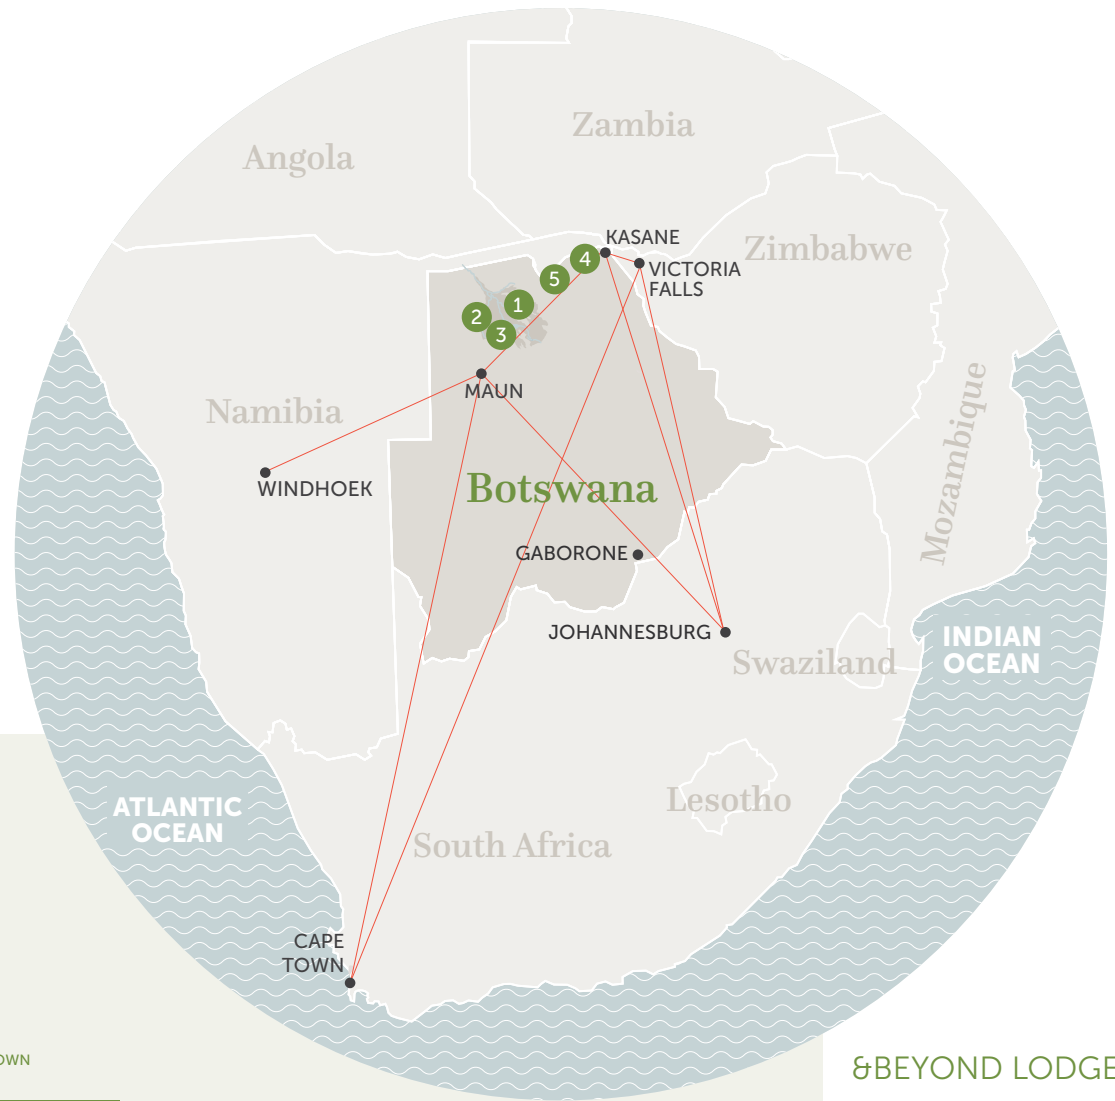 Zambia
Angola
KASANE
Zimbabwe
4
VICTORIA
FALLS
5
1
2
3
MAUN
Namibia
Mozambique
WINDHOEK
Botswana
GABORONE
JOHANNESBURG
INDIAN
OCEAN
Swaziland
ATLANTIC
OCEAN
Lesotho
South Africa
CAPE
TOWN
OWN
&BEYOND LODGE